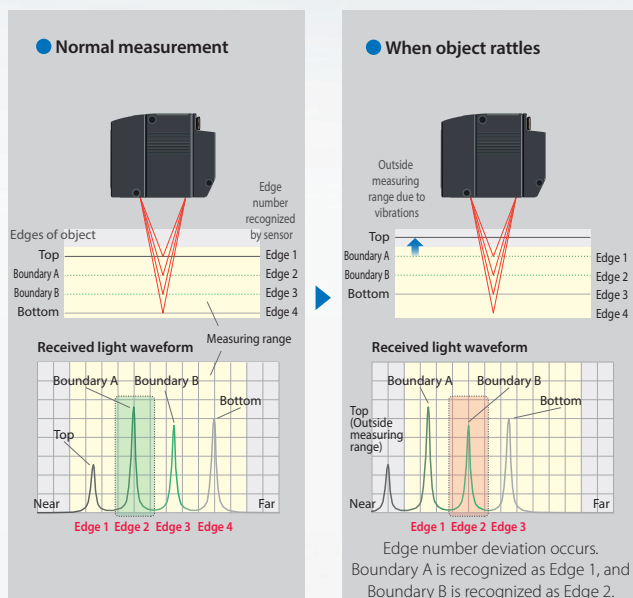 Normal measurement
Edge
number
recognized
by sensor
Edges of object
Top
Edge 1
Boundary A
Edge 2
Boundary B
Edge 3
Bottom
Edge 4
Measuring range
Received light waveform
Boundary A
Boundary B
Bottom
Top
Near
Far
Edge 1 Edge 2 Edge 3 Edge 4
When object rattles
Outside
measuring
range due to
vibrations
Top
Boundary A
Edge 1
Boundary B
Edge 2
Bottom
Edge 3
Edge 4
Received light waveform
Boundary A
Boundary B
Bottom
Top
(Outside
measuring
range)
Near
Far
Edge 1 Edge 2 Edge 3
Edge number deviation occurs.
Boundary A is recognized as Edge 1, and
Boundary B is recognized as Edge 2.